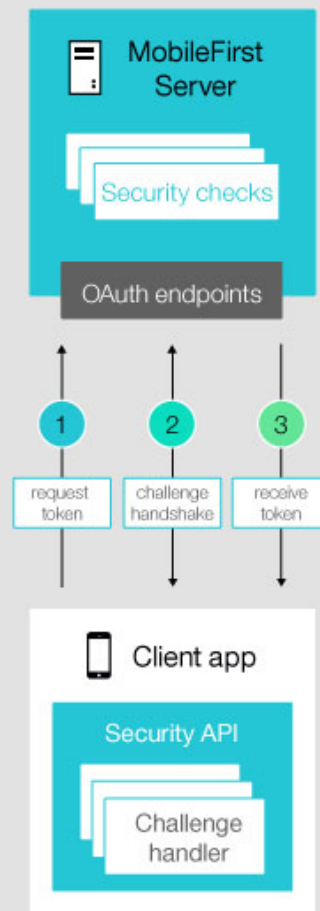 MobileFirst
Server
Security checks
OAuth endpoints
1
2
3
request
token
challenge
handshake
receive
token
Client app
Security API
Challenge
handler